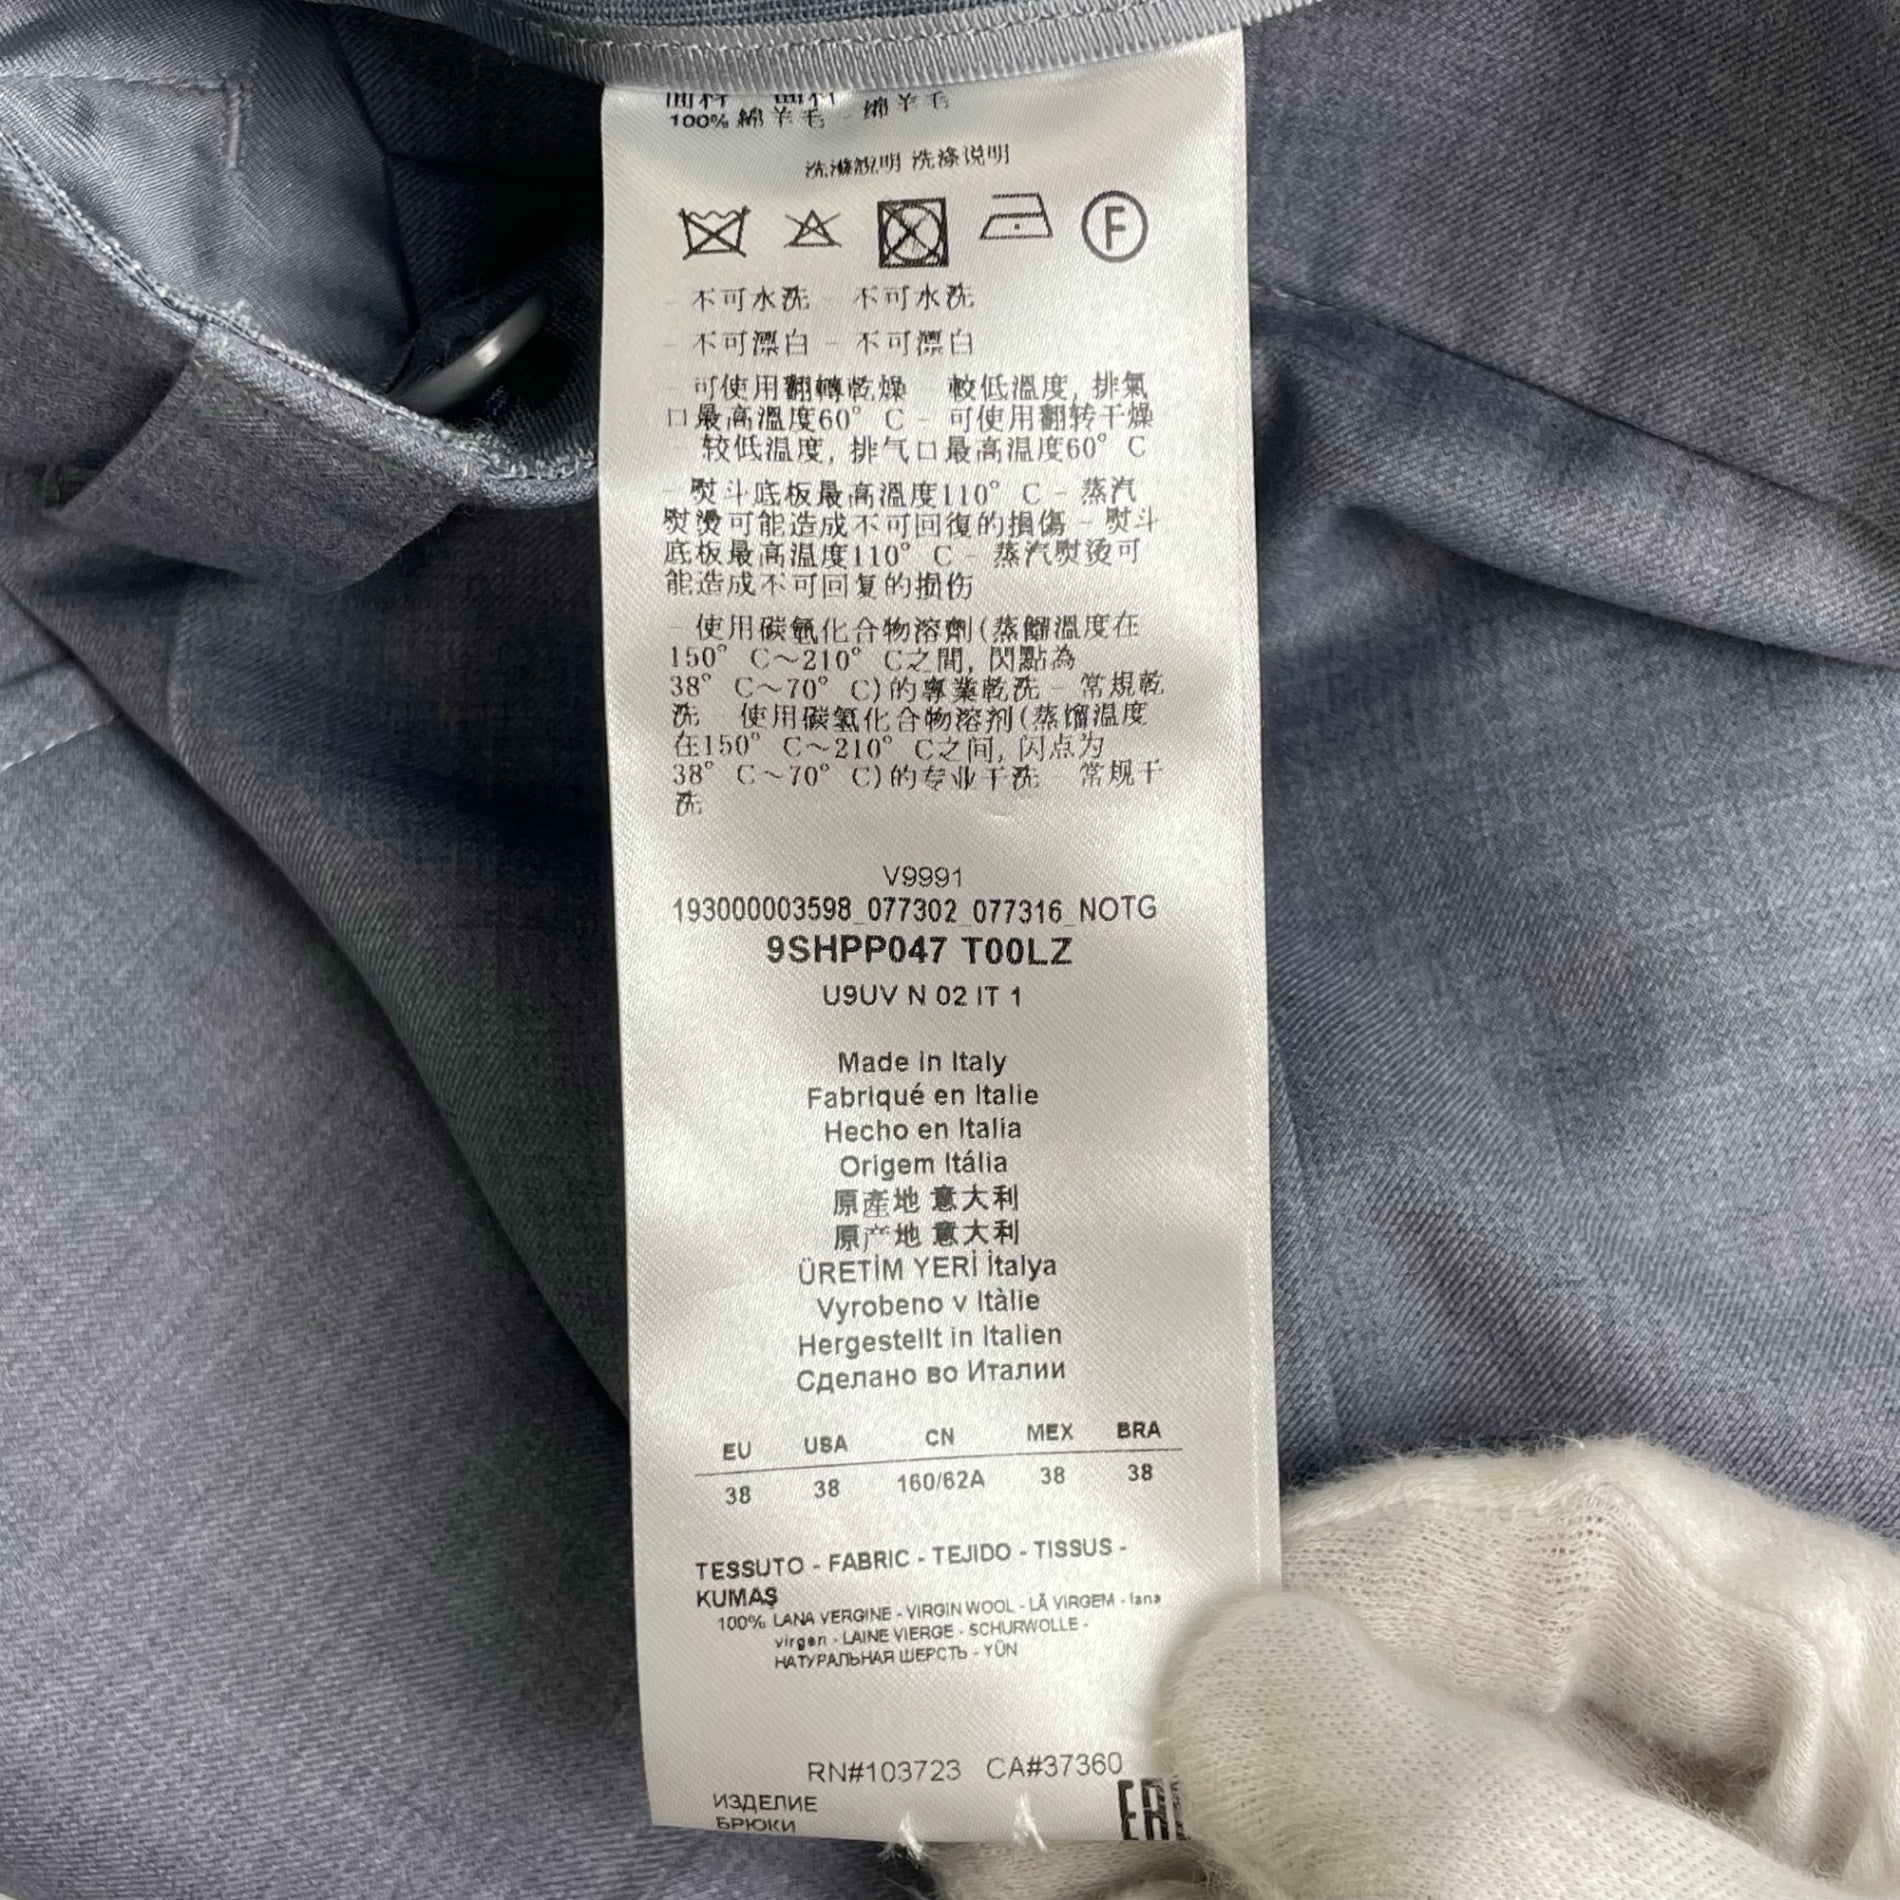 100% 綿羊毛 - 绵羊毛
洗滌説明 洗涤说明
F
- 不可水洗 - 不可水洗
- 不可漂白 - 不可漂白
- 可使用翻轉乾燥 - 較低溫度, 排氣
口最高溫度60° C - 可使用翻转干燥
- 较低温度, 排气口最高温度60° C
- 熨斗底板最高溫度110° C - 蒸汽
熨燙可能造成不可回復的損傷 - 熨斗
底板最高温度110° C - 蒸汽熨烫可
能造成不可回复的损伤
- 使用碳氫化合物溶劑(蒸餾溫度在
150° C～210° C之間, 閃點為
38° C～70° C)的專業乾洗 - 常規乾
洗 - 使用碳氢化合物溶剂(蒸馏温度
在150° C～210° C之间, 闪点为
38° C～70° C)的专业干洗 - 常规干
洗
V9991
193000003598_077302_077316_NOTG
9SHPP047 T00LZ
U9UV N 02 IT 1
Made in Italy
Fabriqué en Italie
Hecho en Italia
Origem Itália
原產地 意大利
原产地 意大利
ÜRETİM YERİ İtalya
Vyrobeno v Itàlie
Hergestellt in Italien
Сделано во Италии
EU USA CN MEX BRA
38 38 160/62A 38 38
TESSUTO - FABRIC - TEJIDO - TISSUS -
KUMAŞ
100% LANA VERGINE - VIRGIN WOOL - LÃ VIRGEM - lana
virgen - LAINE VIERGE - SCHURWOLLE -
НАТУРАЛЬНАЯ ШЕРСТЬ - YÜN
RN#103723 CA#37360
ИЗДЕЛИЕ
БРЮКИ